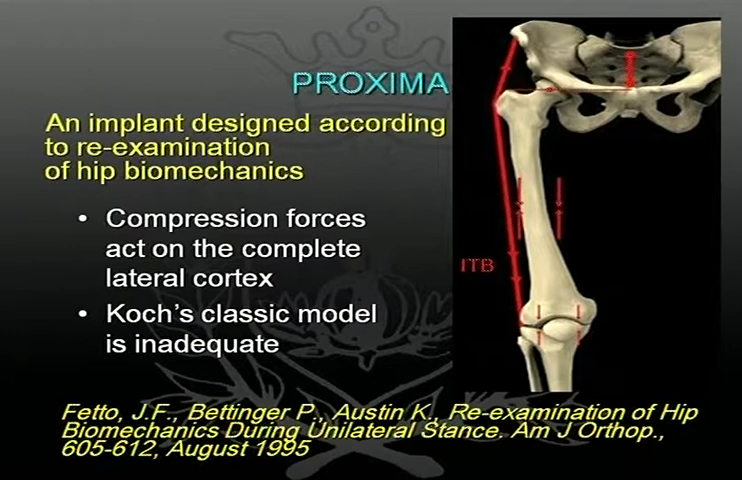 PROXIMA
An implant designed according
to re-examination
of hip biomechanics
• Compression forces
act on the complete
lateral cortex
• Koch's classic model
is inadequate
ITB
Fetto, J.F., Bettinger P., Austin K., Re-examination of Hip
Biomechanics During Unilateral Stance. Am J Orthop.,
605-612, August 1995